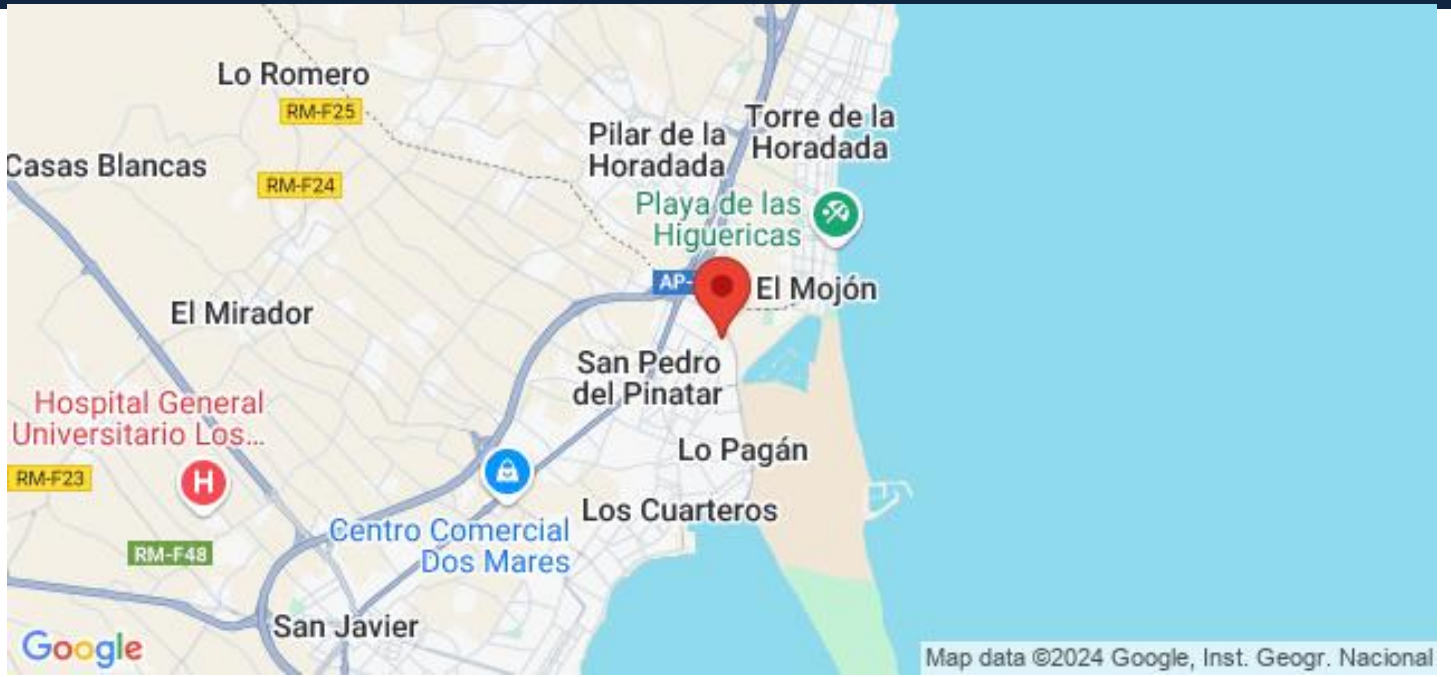 Lo Romero
RM-F25
Torre de la
Horadada
Pilar de la
Horadada
Casas Blancas
RM-F24
Playa de las
Higuericas
AP-
El Mojón
El Mirador
San Pedro
del Pinatar
Hospital General
Universitario Los...
Lo Pagán
RM-F23
H
Los Cuarteros
Centro Comercial
Dos Mares
RM-F48
San Javier
Google
Map data ©2024 Google, Inst. Geogr. Nacional